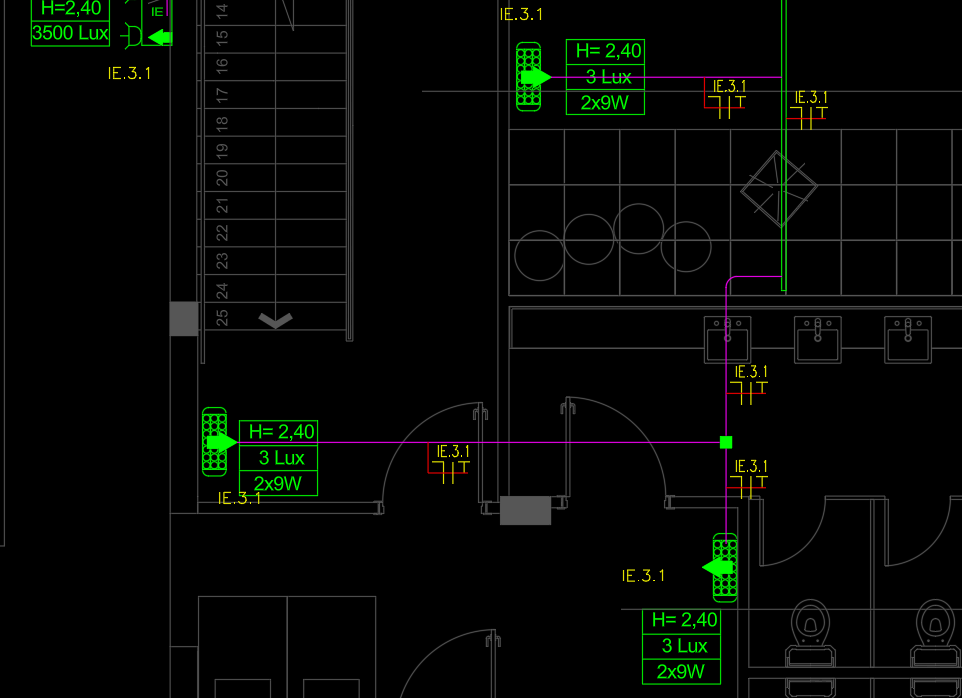 H=2,40
3500 Lux
IE
IE.3.1
14
15
16
17
18
19
20
21
22
23
24
25
IE.3.1
H= 2,40
3 Lux
2x9W
IE.3.1
IE.3.1
IE.3.1
H= 2,40
3 Lux
2x9W
IE.3.1
IE.3.1
IE.3.1
IE.3.1
H= 2,40
3 Lux
2x9W